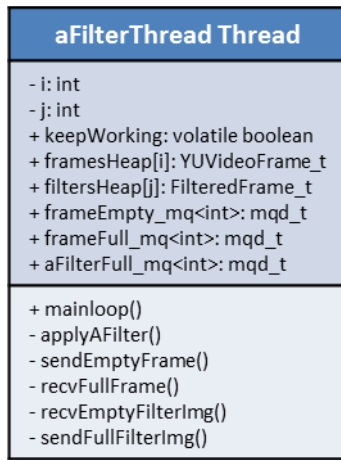 aFilterThread Thread
- i: int
- j: int
+ keepWorking: volatile boolean
+ framesHeap[i]: YUVideoFrame_t
+ filtersHeap[j]: FilteredFrame_t
+ frameEmpty_mq<int>: mqd_t
+ frameFull_mq<int>: mqd_t
+ aFilterFull_mq<int>: mqd_t
+ mainloop()
- applyAFilter()
- sendEmptyFrame()
- recvFullFrame()
- recvEmptyFilterImg()
- sendFullFilterImg()